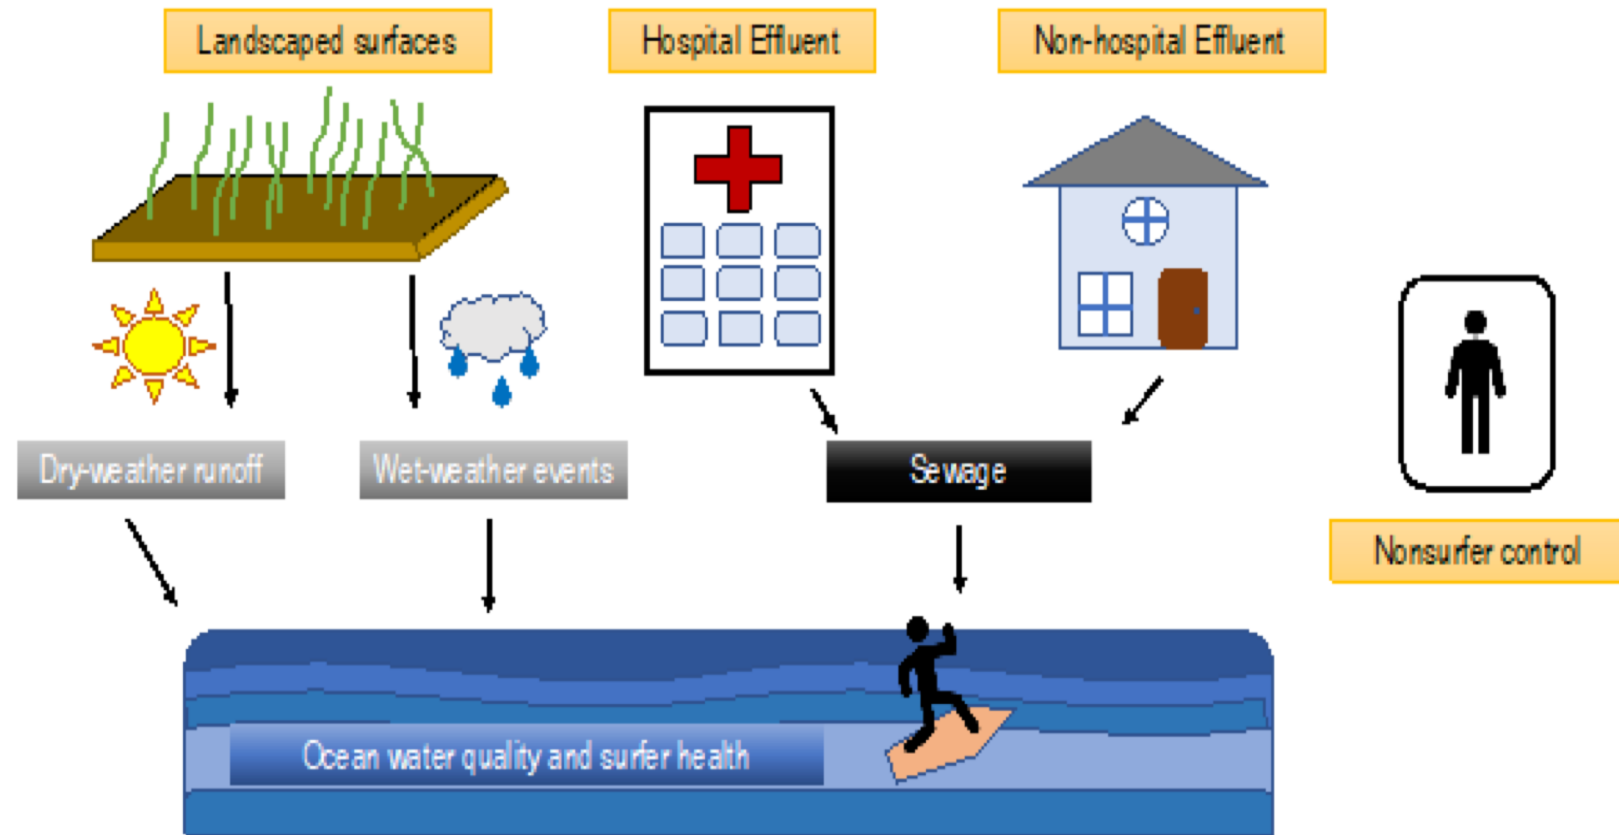 Landscaped surfaces
Hospital Effluent
Non-hospital Effluent
Dry-weather runoff
Wet-weather events
Sewage
Nonsurfer control
Ocean water quality and surfer health